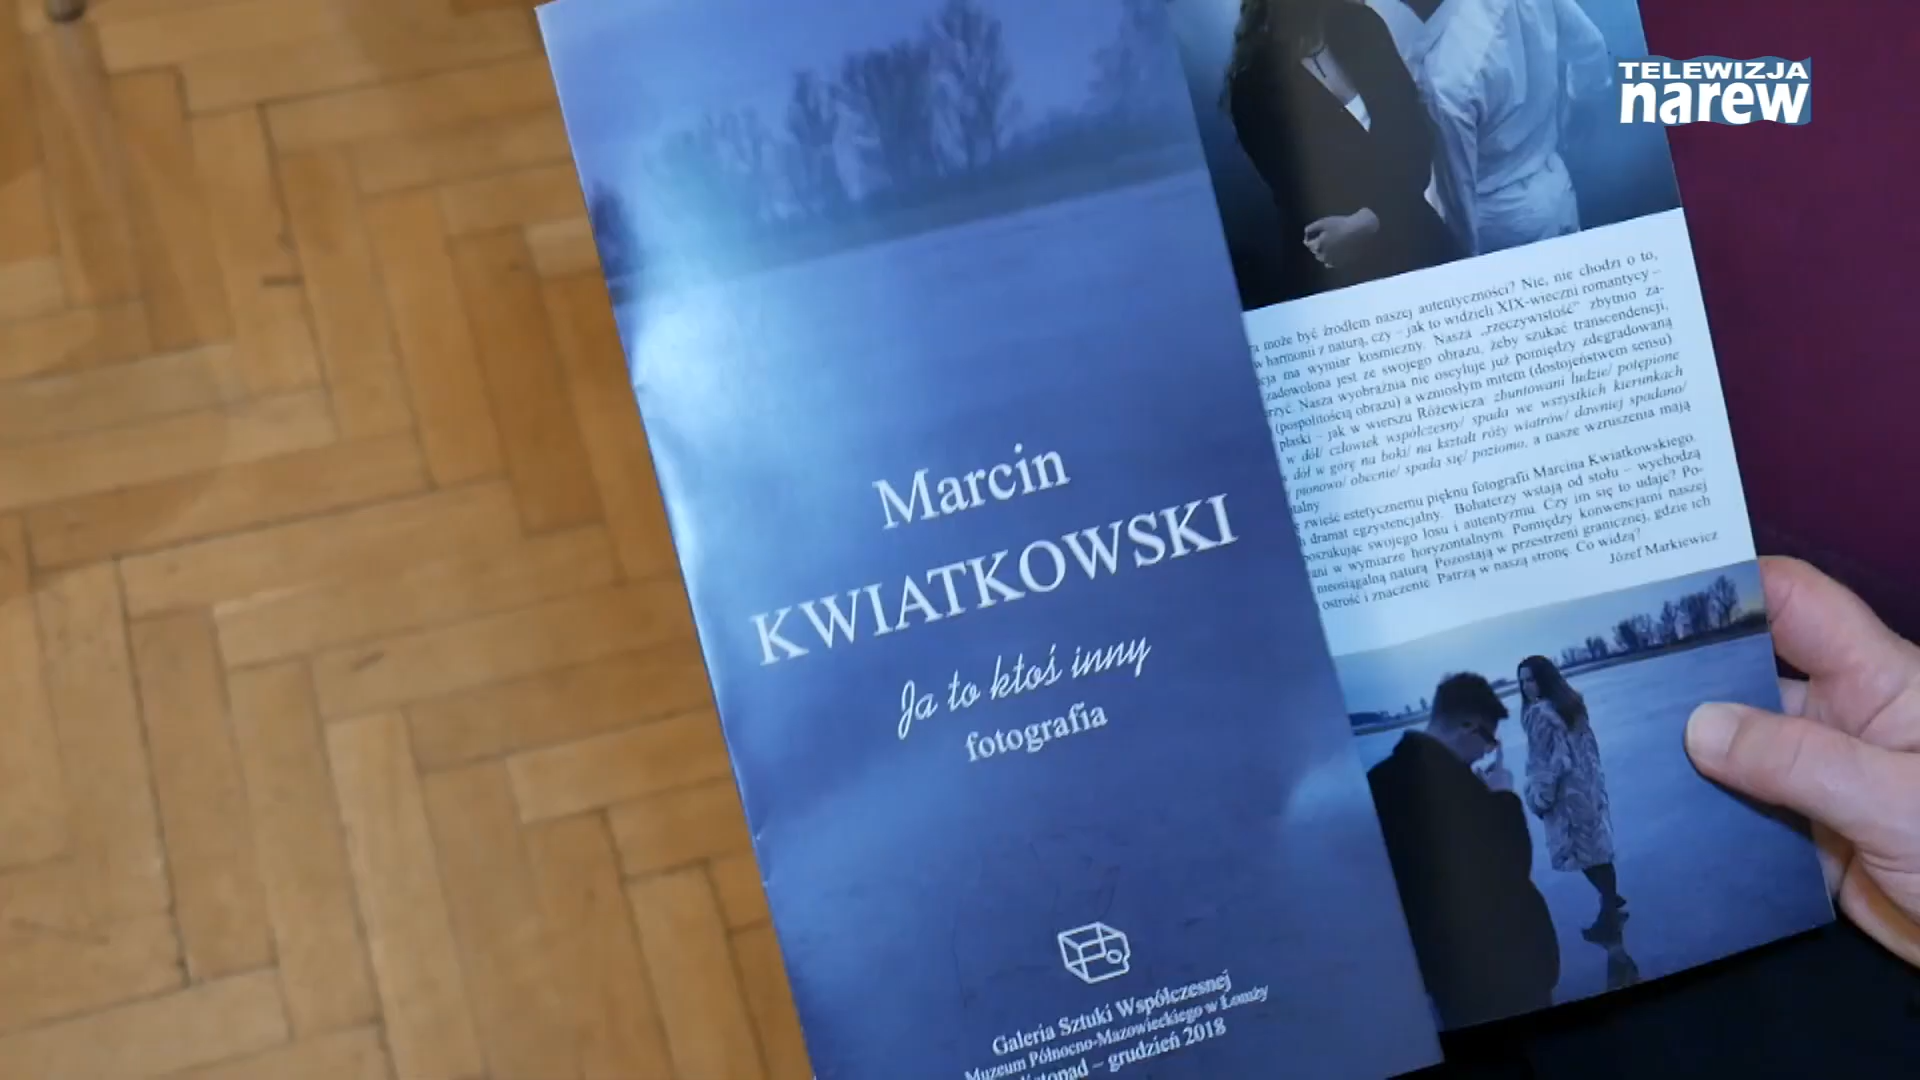 TELEWIZJA
narew
Marcin
KWIATKOWSKI
Ja to ktoś inny
fotografia
Galeria Sztuki Współczesnej
Muzeum Północno-Mazowieckiego w Łomży
listopad – grudzień 2018
może być źródłem naszej autentyczności? Nie, nie chodzi o to,
w harmonii z naturą, czy – jak to widzieli XIX-wieczni romantycy –
ma wymiar kosmiczny. Nasza „rzeczywistość” zbytnio za-
zadowolona jest ze swojego obrazu, żeby szukać transcendencji,
Nasza wyobraźnia nie oscyluje już pomiędzy zdegradowaną
(pospolitością obrazu) a wzniosłym mitem (dostojeństwem sensu)
płaski – jak w wierszu Różewicza: zbuntowani ludzie/ potępione
w dół/ człowiek współczesny/ spada we wszystkich kierunkach
dół w górę na boki/ na kształt róży wiatrów/ dawniej spadano/
pionowo/ obecnie/ spada się/ poziomo, a nasze wzruszenia mają
zwieść estetycznemu pięknu fotografii Marcina Kwiatkowskiego.
dramat egzystencjalny. Bohaterzy wstają od stołu – wychodzą
poszukując swojego losu i autentyzmu. Czy im się to udaje? Po-
w wymiarze horyzontalnym. Pomiędzy konwencjami naszej
nieosiągalną naturą. Pozostają w przestrzeni granicznej, gdzie ich
ostrość i znaczenie. Patrzą w naszą stronę. Co widzą?
Józef Markiewicz